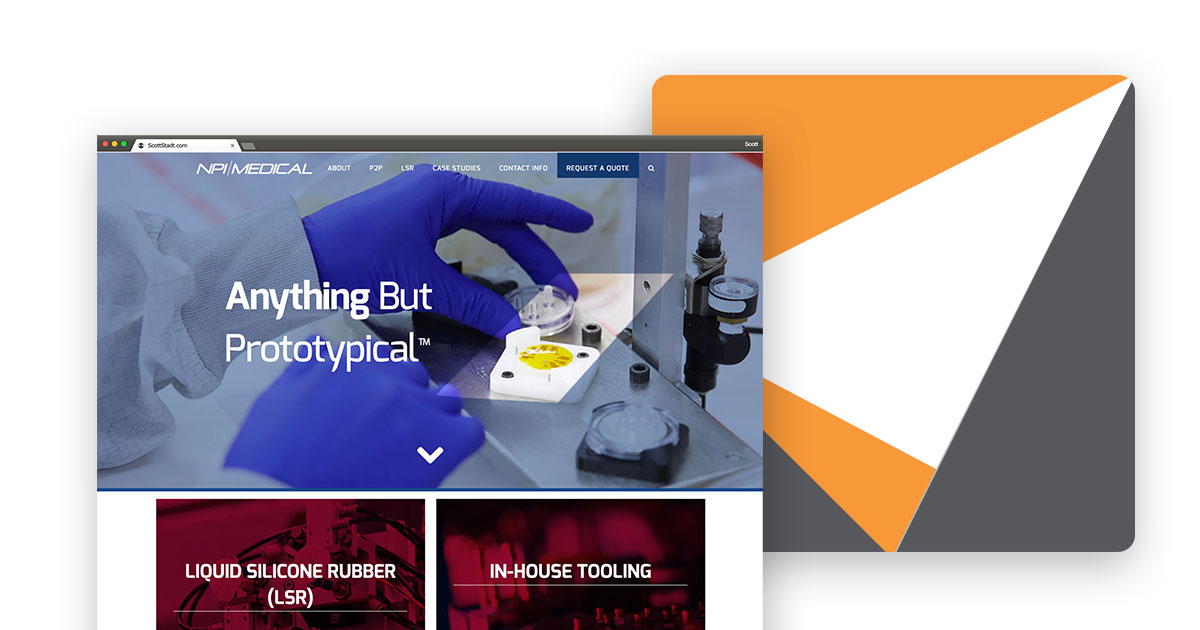 ScottStadt.com
Scott
NPI/MEDICAL
ABOUT P2P LSR CASE STUDIES CONTACT INFO REQUEST A QUOTE
Anything But
Prototypical™
LIQUID SILICONE RUBBER
(LSR)
IN-HOUSE TOOLING